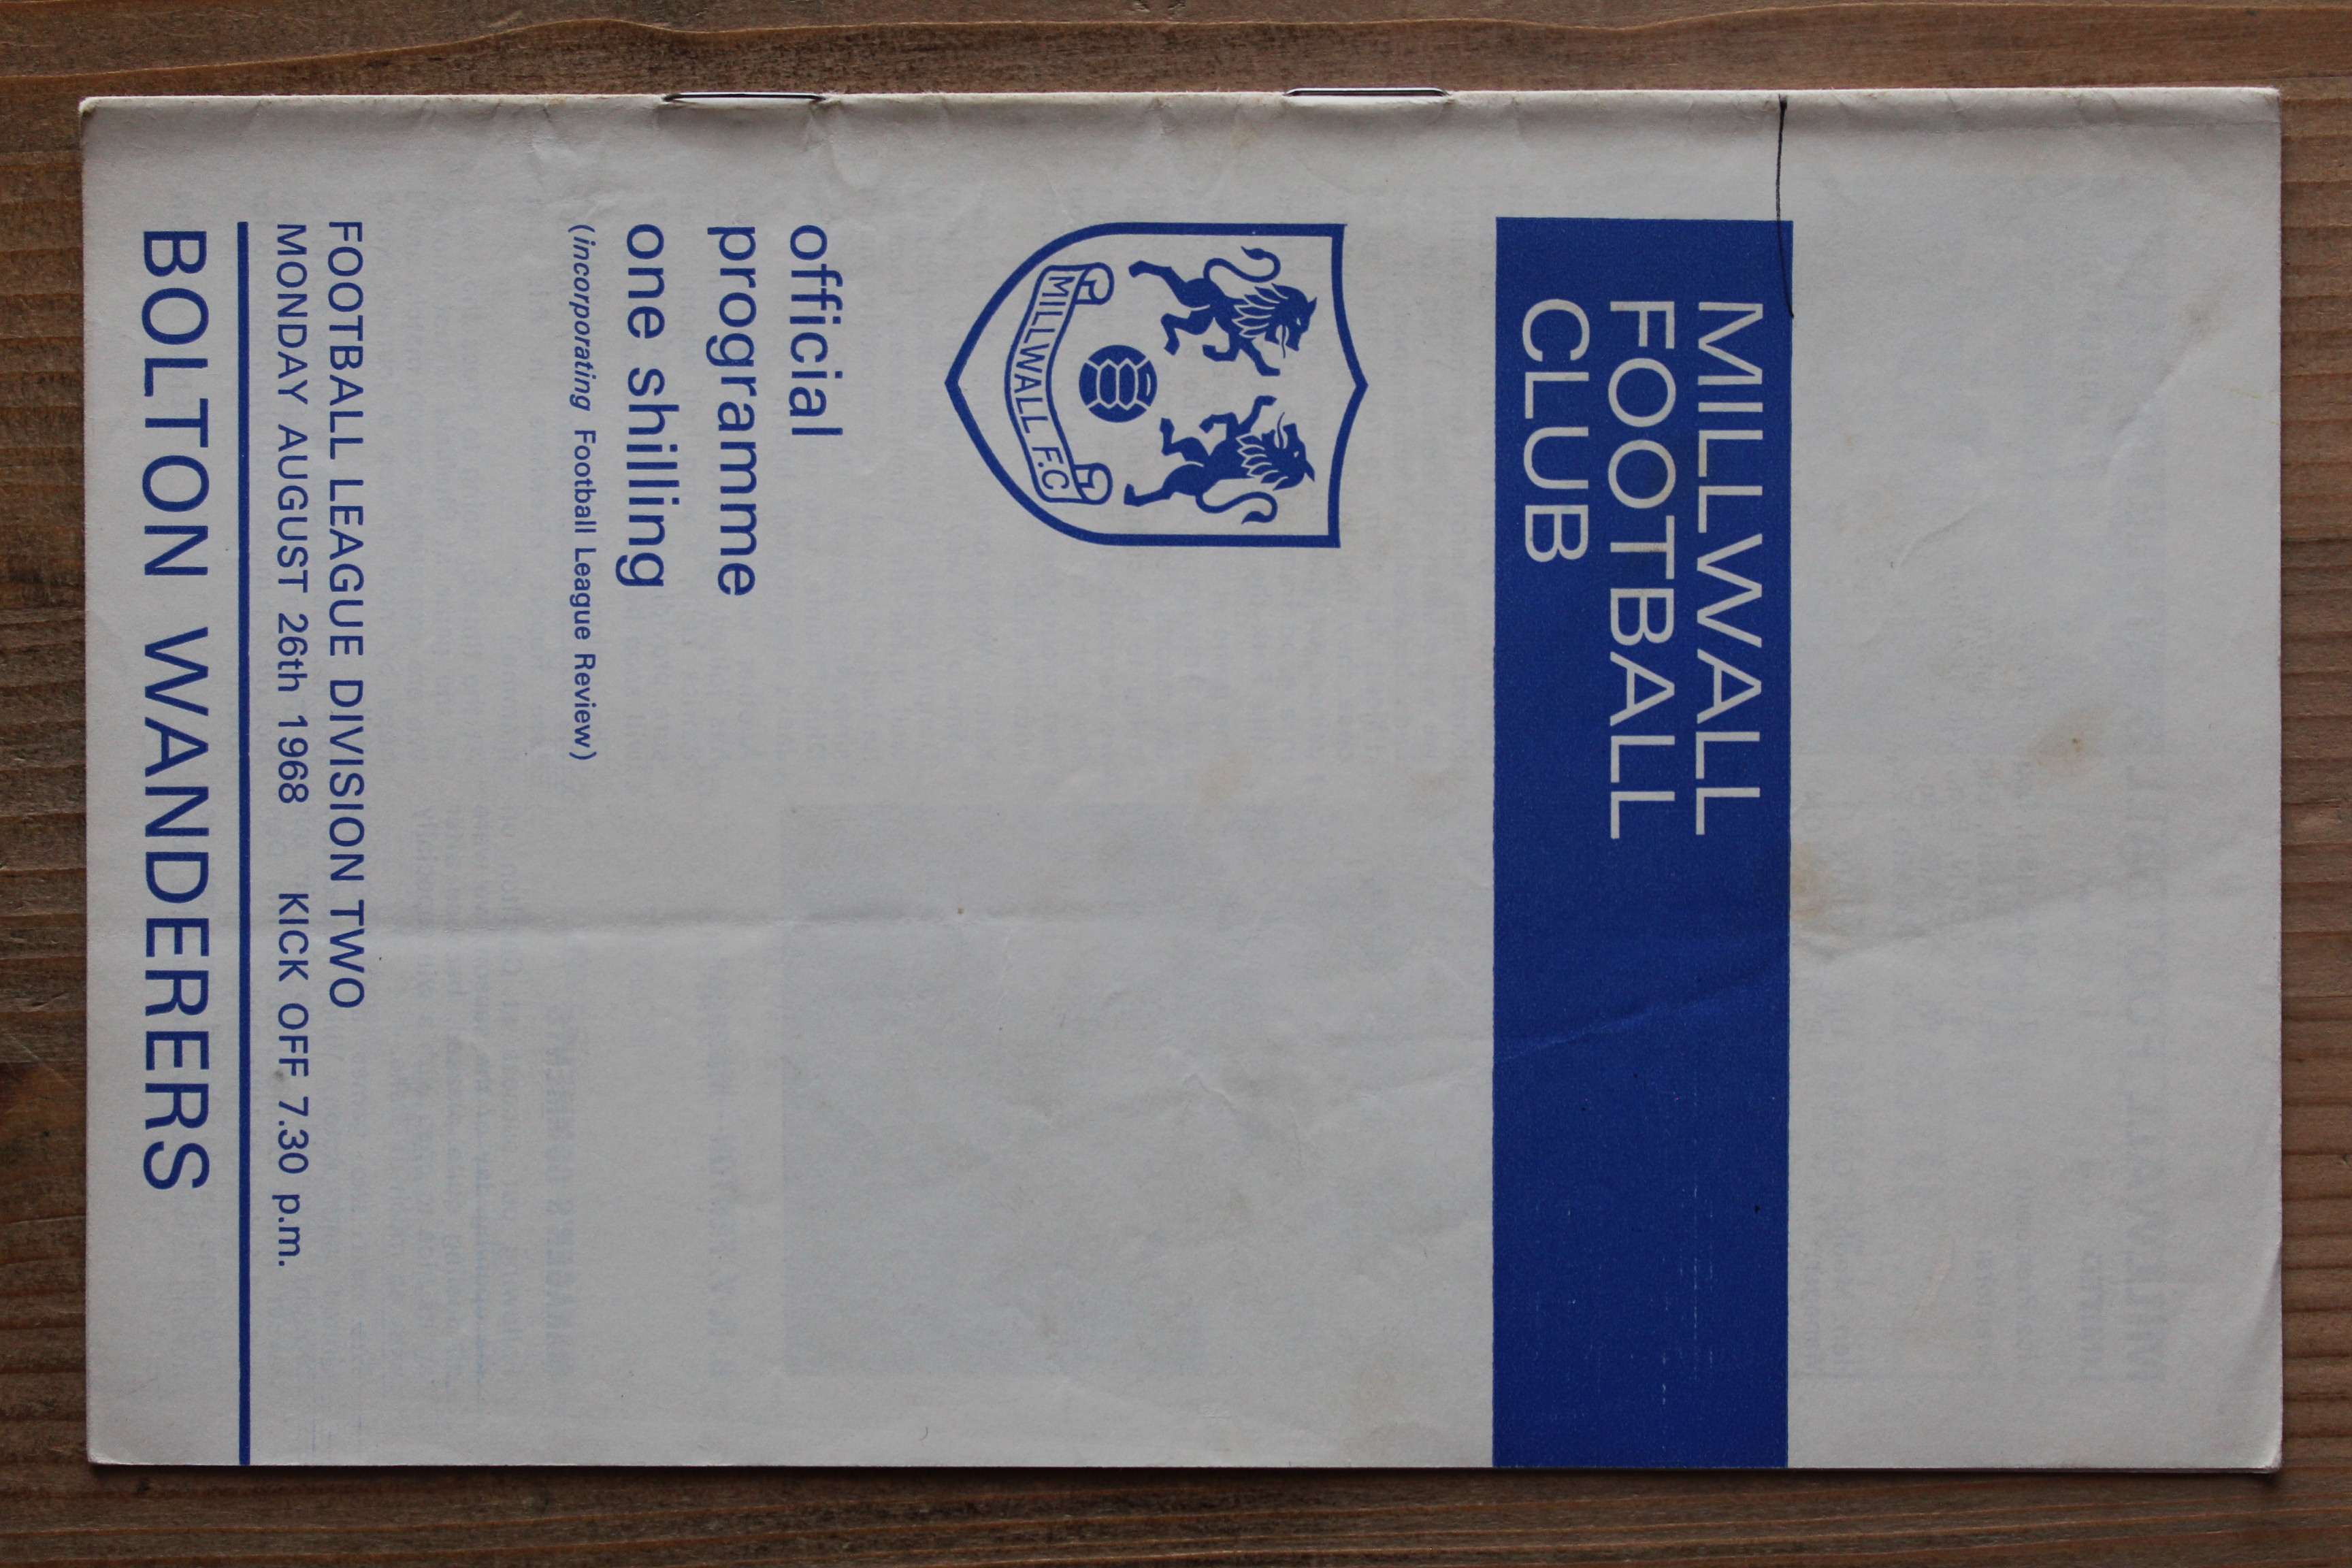 MILLWALL
FOOTBALL
CLUB
MILLWALL F.C
official
programme
one shilling
(incorporating Football League Review)
FOOTBALL LEAGUE DIVISION TWO
MONDAY AUGUST 26th 1968 KICK OFF 7.30 p.m.
BOLTON WANDERERS